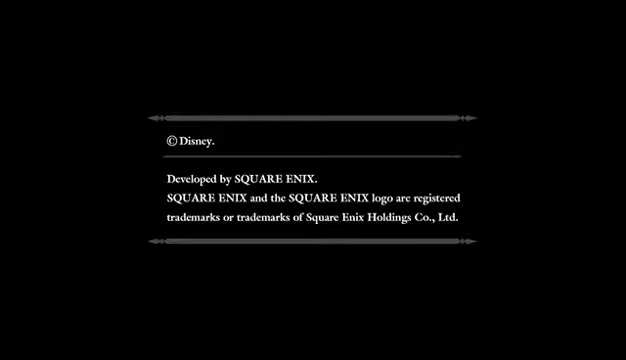 © Disney.
Developed by SQUARE ENIX.
SQUARE ENIX and the SQUARE ENIX logo are registered
trademarks or trademarks of Square Enix Holdings Co., Ltd.